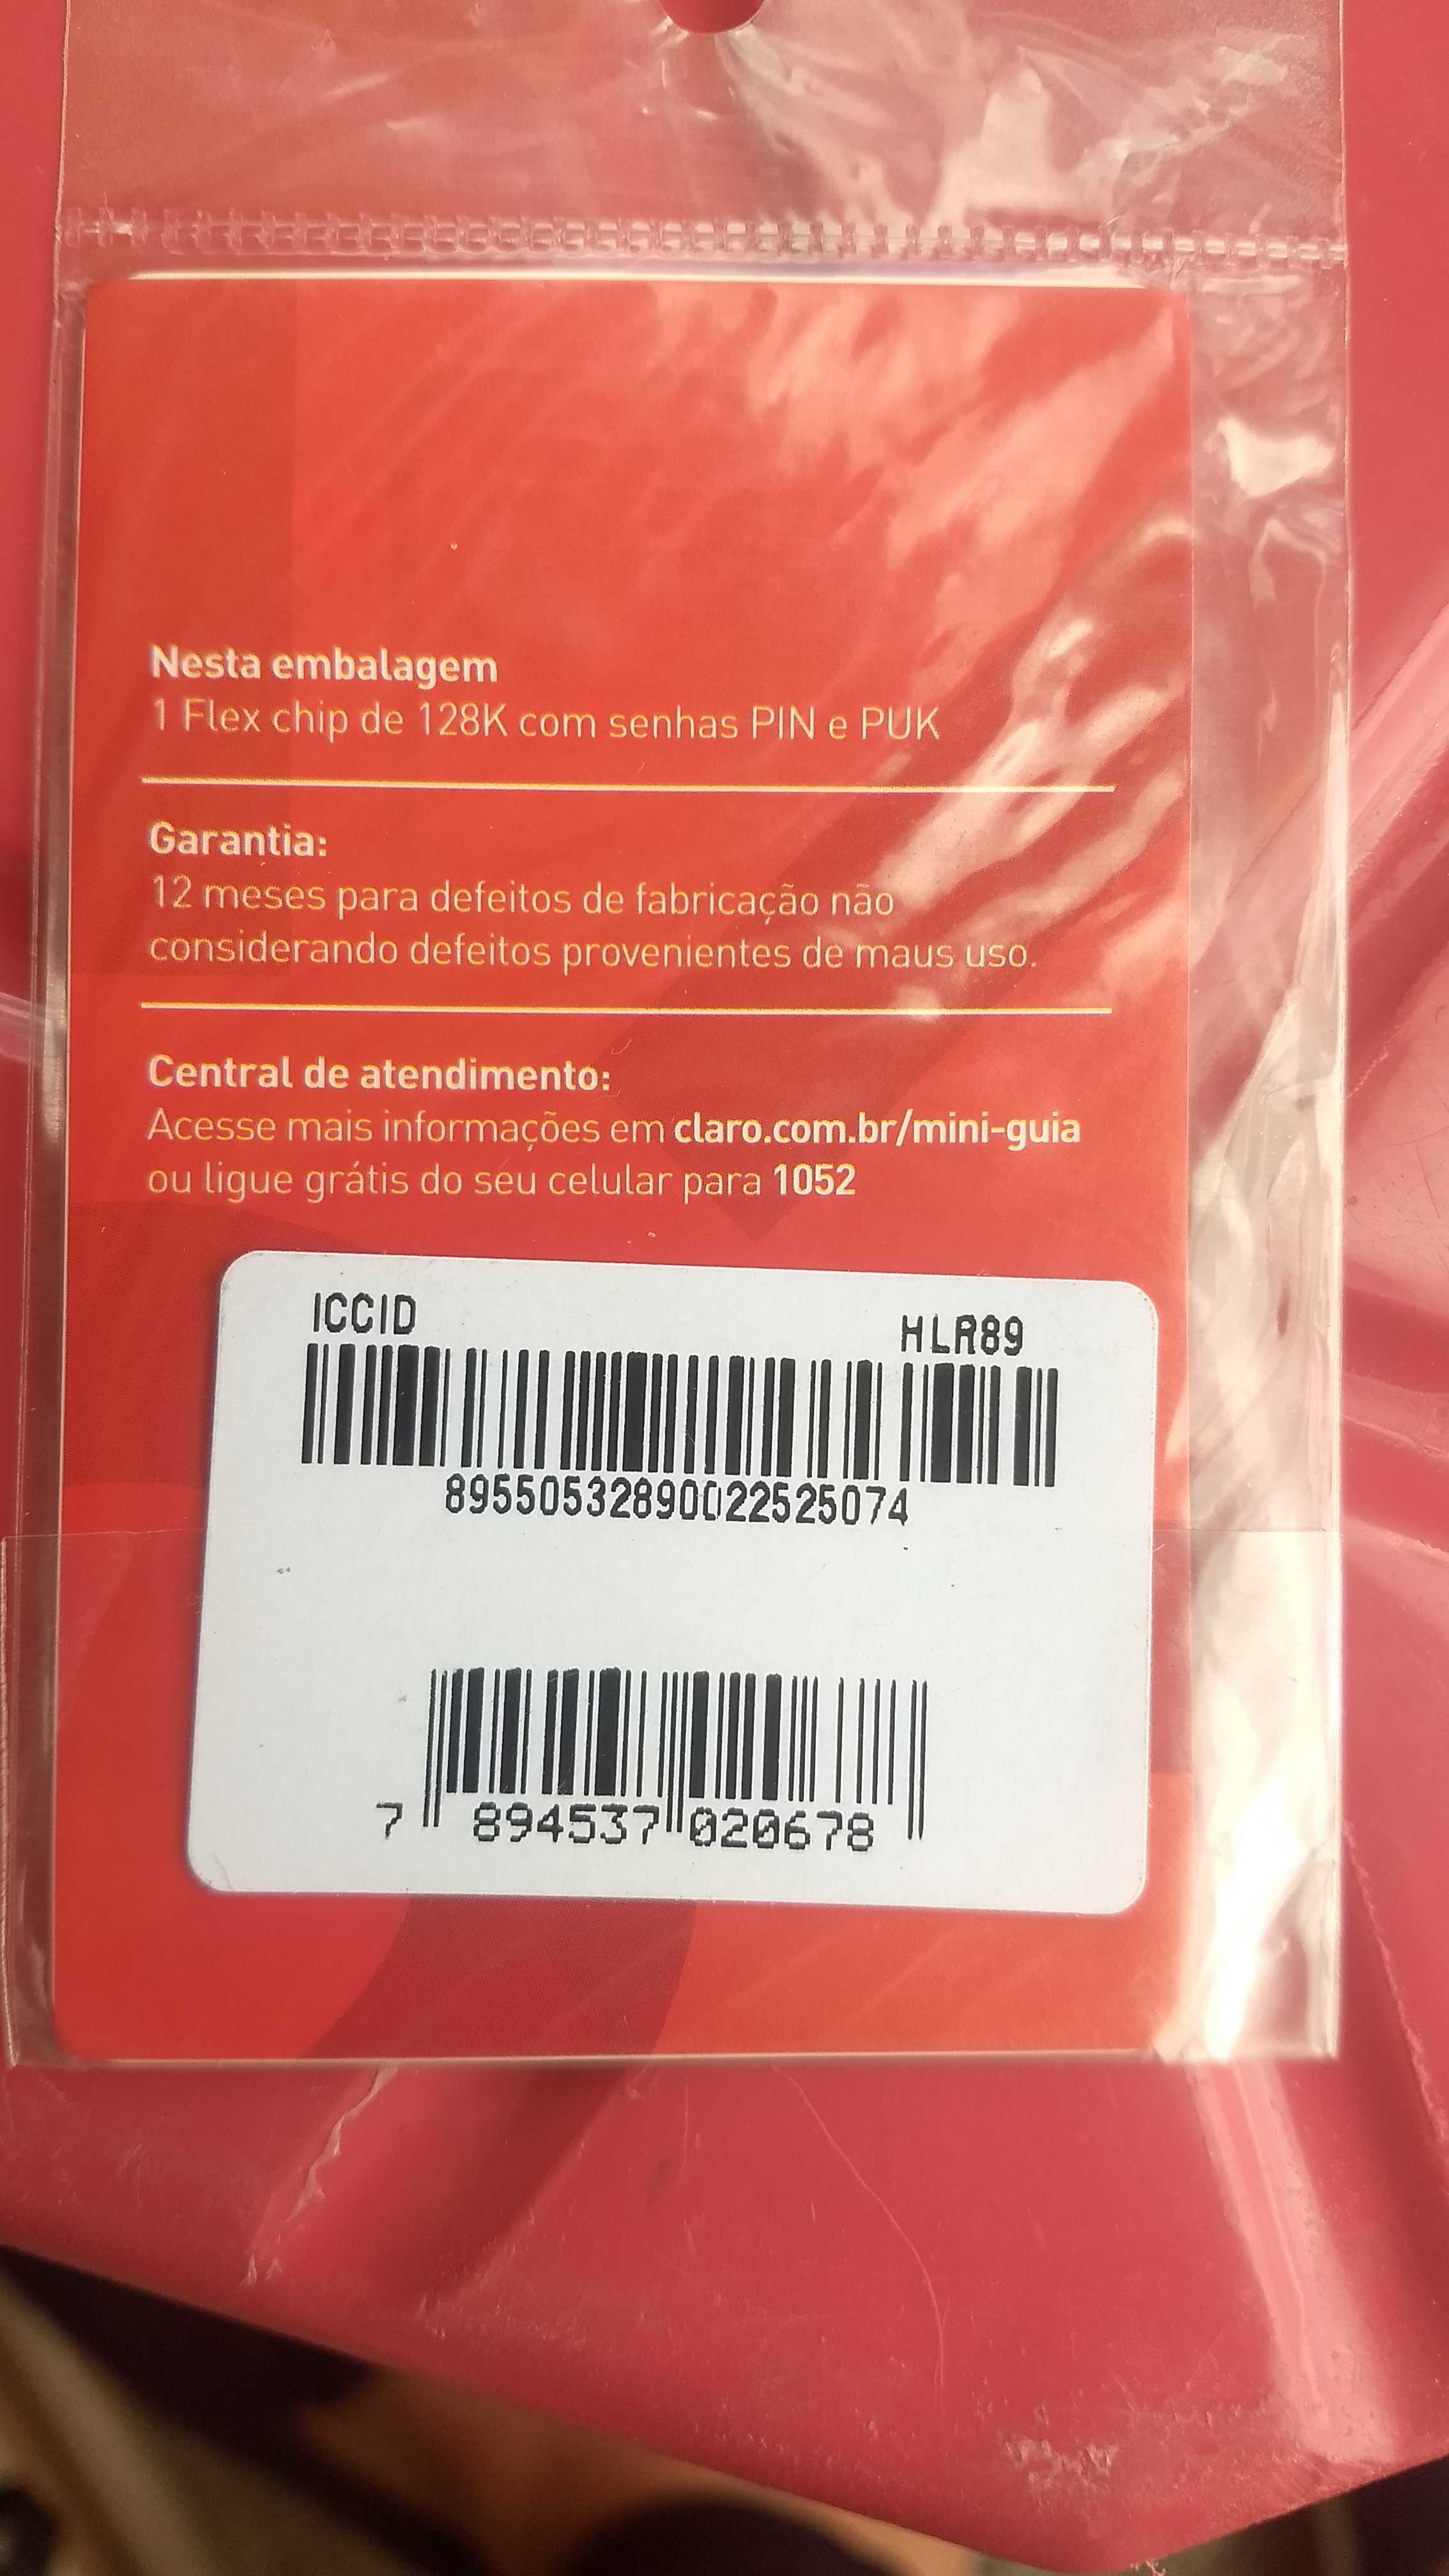 Nesta embalagem
1 Flex chip de 128K com senhas PIN e PUK
Garantia:
12 meses para defeitos de fabricação não
considerando defeitos provenientes de maus uso.
Central de atendimento:
Acesse mais informações em claro.com.br/mini-guia
ou ligue grátis do seu celular para 1052
ICCID
HLR89
89550532890022525074
7 894537 020678